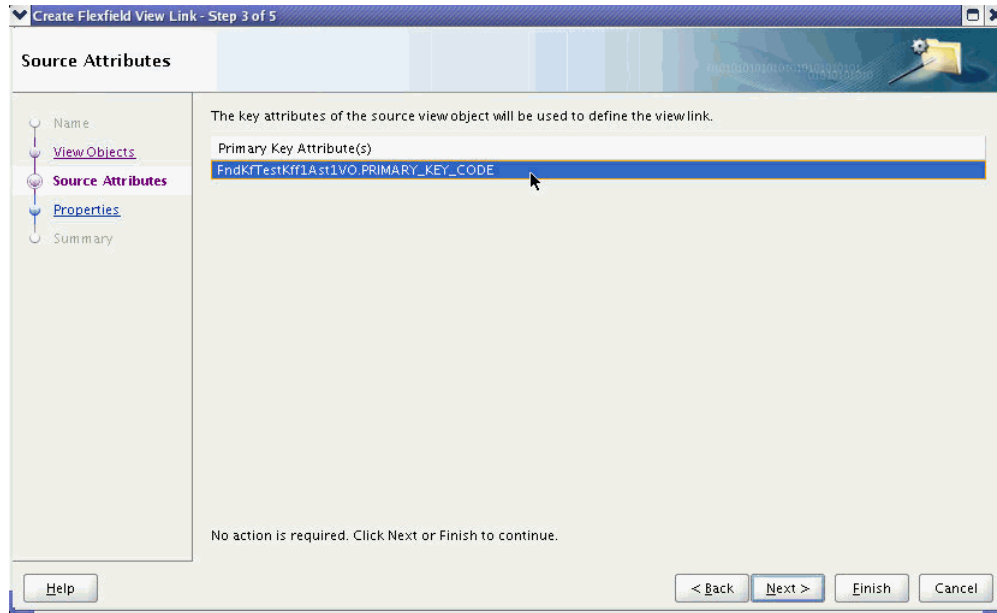 Create Flexfield View Link - Step 3 of 5
Source Attributes
Name
View Objects
Source Attributes
Properties
Summary
The key attributes of the source view object will be used to define the view link.
Primary Key Attribute(s)
FndKfTestKff1Ast1VO.PRIMARY_KEY_CODE
No action is required. Click Next or Finish to continue.
Help
< Back
Next >
Finish
Cancel